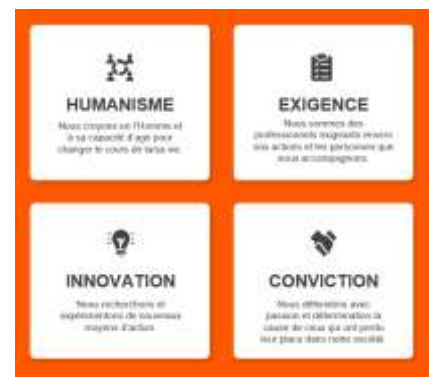 HUMANISME
Nous croyons en l'Homme et
à sa capacité d'agir pour
changer le cours de sa vie.
EXIGENCE
Nous sommes des
professionnels exigeants envers
nos actions et les personnes que
nous accompagnons.
INNOVATION
Nous recherchons et
expérimentons de nouveaux
moyens d'action.
CONVICTION
Nous défendons avec
passion et détermination la
cause de ceux qui ont perdu
leur place dans notre société.